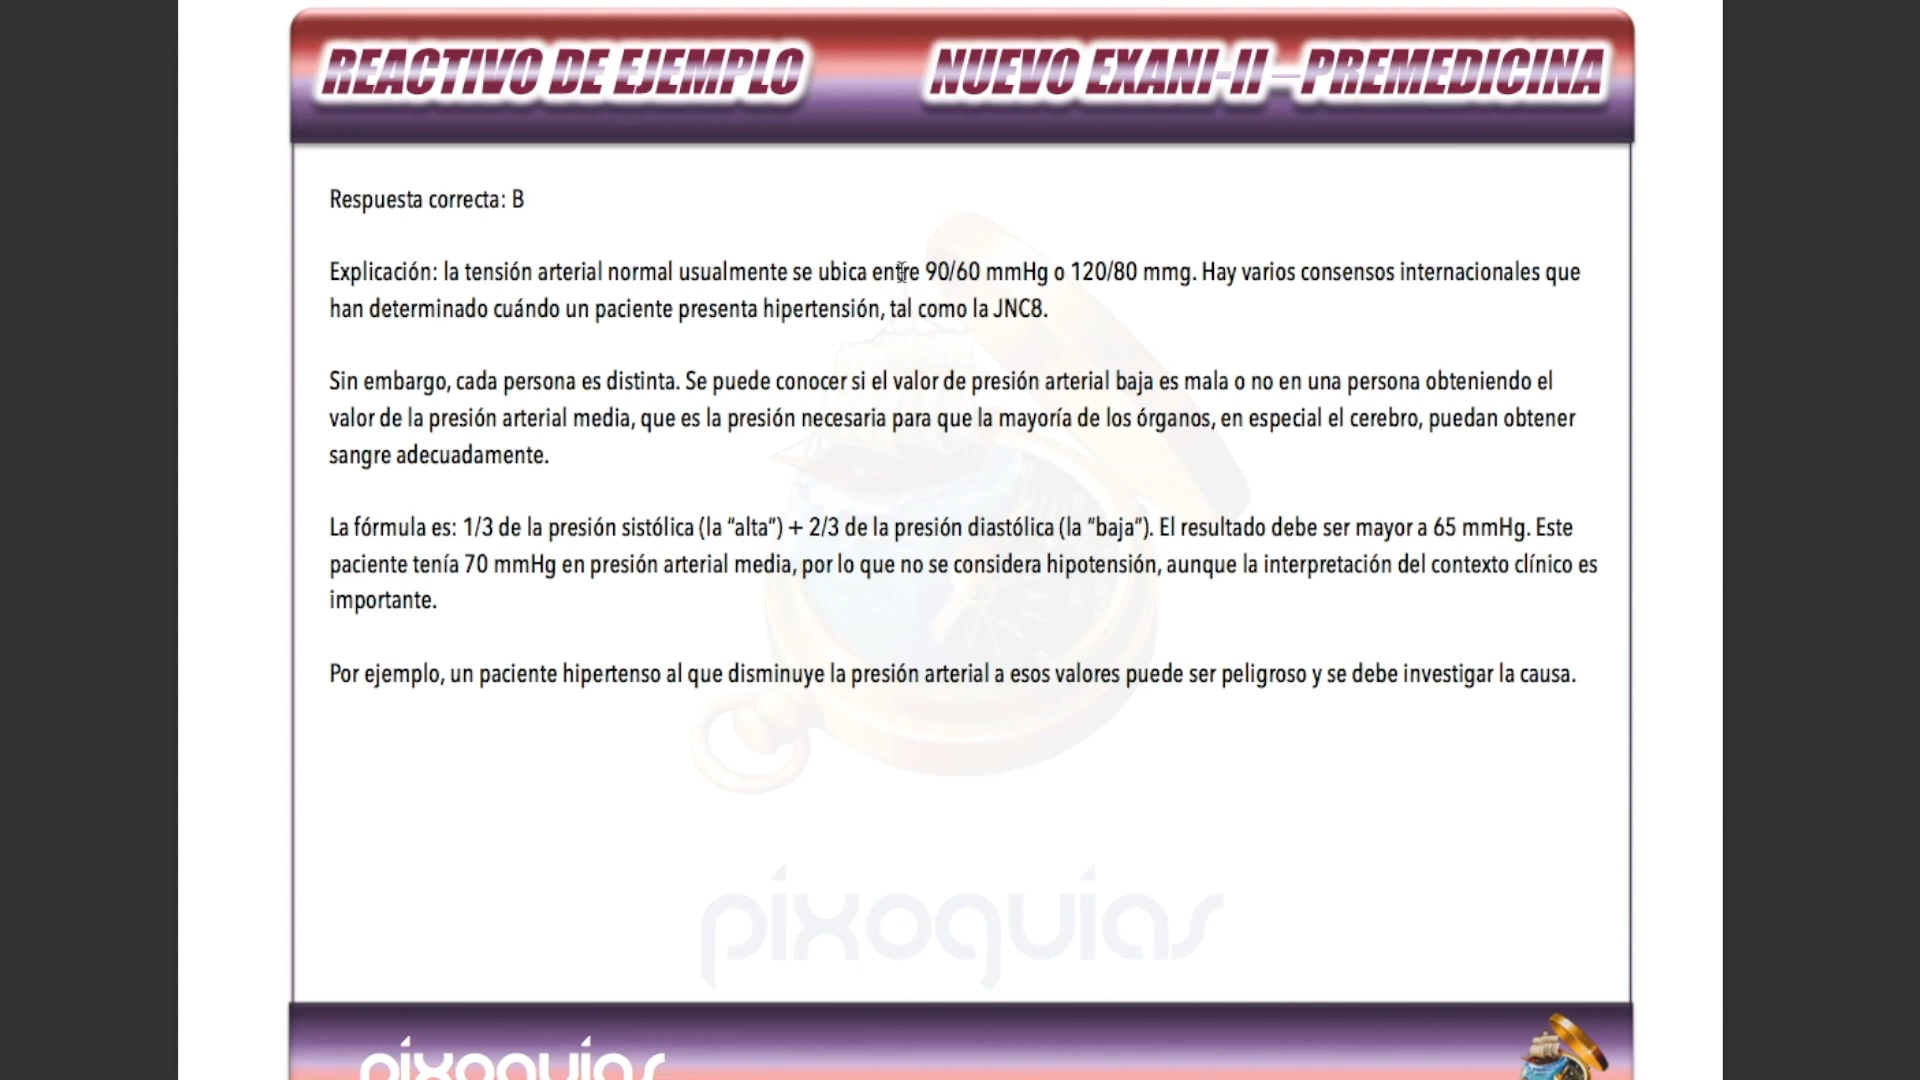 REACTIVO DE EJEMPLO
NUEVO EXANI-II – PREMEDICINA
Respuesta correcta: B
Explicación: la tensión arterial normal usualmente se ubica entre 90/60 mmHg o 120/80 mmg. Hay varios consensos internacionales que
han determinado cuándo un paciente presenta hipertensión, tal como la JNC8.
Sin embargo, cada persona es distinta. Se puede conocer si el valor de presión arterial baja es mala o no en una persona obteniendo el
valor de la presión arterial media, que es la presión necesaria para que la mayoría de los órganos, en especial el cerebro, puedan obtener
sangre adecuadamente.
La fórmula es: 1/3 de la presión sistólica (la “alta”) + 2/3 de la presión diastólica (la “baja”). El resultado debe ser mayor a 65 mmHg. Este
paciente tenía 70 mmHg en presión arterial media, por lo que no se considera hipotensión, aunque la interpretación del contexto clínico es
importante.
Por ejemplo, un paciente hipertenso al que disminuye la presión arterial a esos valores puede ser peligroso y se debe investigar la causa.
pixoguías
pixoguías